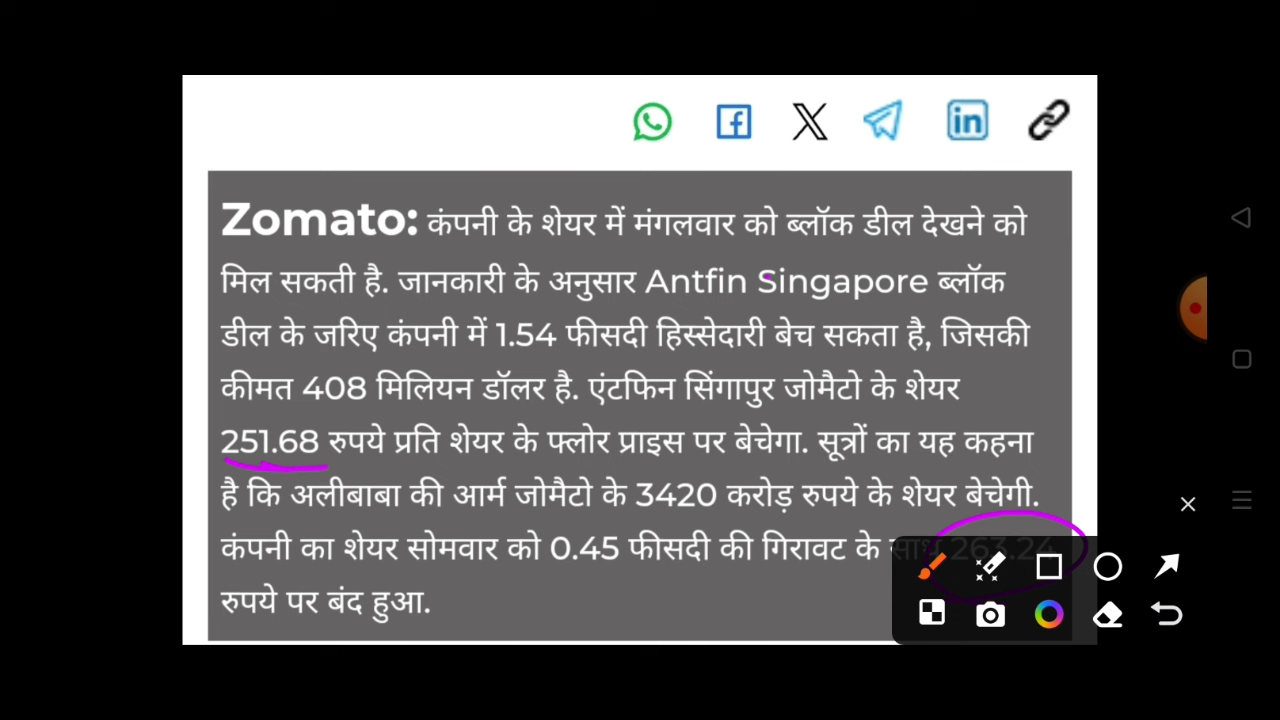 Zomato: कंपनी के शेयर में मंगलवार को ब्लॉक डील देखने को
मिल सकती है. जानकारी के अनुसार Antfin Singapore ब्लॉक
डील के जरिए कंपनी में 1.54 फीसदी हिस्सेदारी बेच सकता है, जिसकी
कीमत 408 मिलियन डॉलर है. एंटफिन सिंगापुर जोमैटो के शेयर
251.68 रुपये प्रति शेयर के फ्लोर प्राइस पर बेचेगा. सूत्रों का यह कहना
है कि अलीबाबा की आर्म जोमैटो के 3420 करोड़ रुपये के शेयर बेचेगी.
कंपनी का शेयर सोमवार को 0.45 फीसदी की गिरावट के साथ 263.24
रुपये पर बंद हुआ.